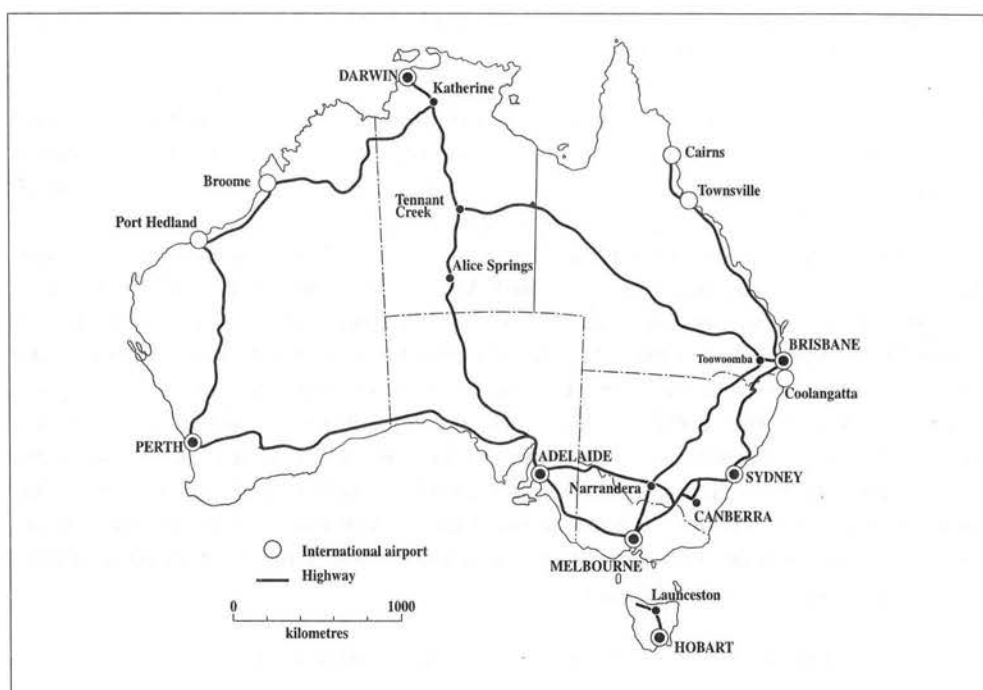 DARWIN
Katherine
Cairns
Broome
Townsville
Tennant
Creek
Port Hedland
Alice Springs
BRISBANE
Toowoomba
Coolangatta
PERTH
ADELAIDE
SYDNEY
Narrandera
CANBERRA
MELBOURNE
International airport
Highway
Launceston
0 1000
kilometres
HOBART